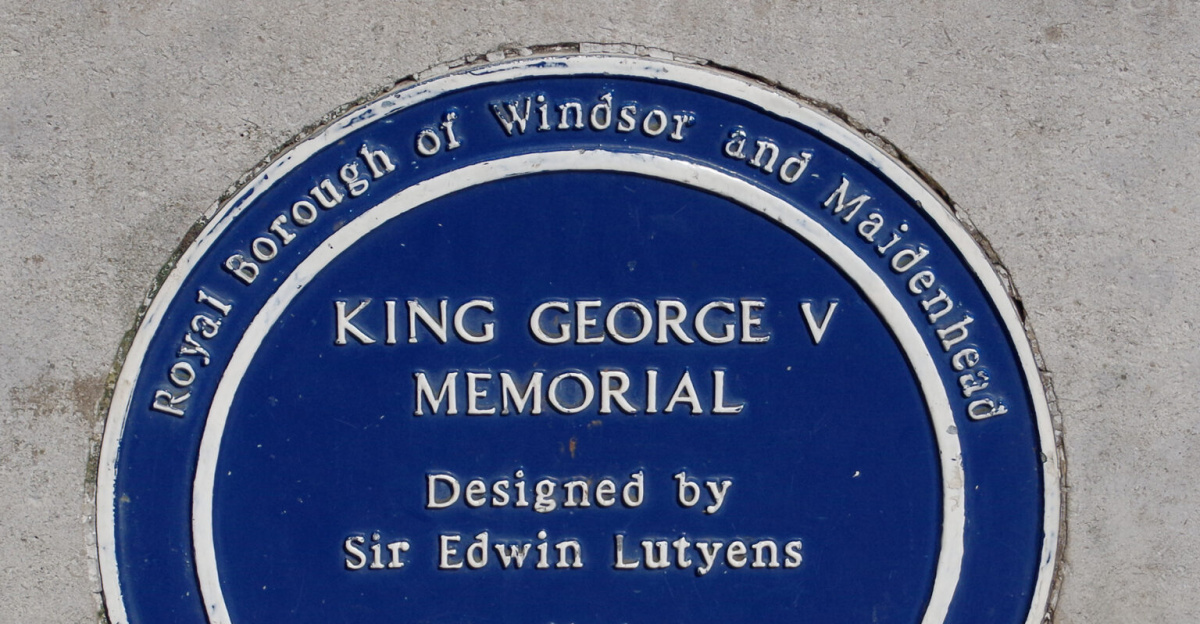 Royal Borough of Windsor and Maidenhead
KING GEORGE V
MEMORIAL
Designed by
Sir Edwin Lutyens